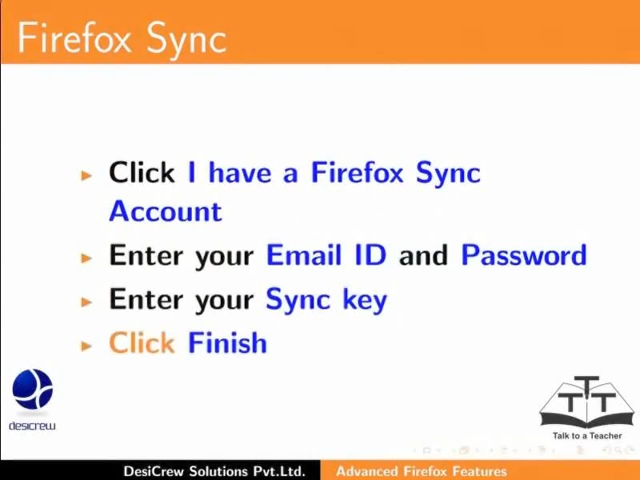 Firefox Sync
Click I have a Firefox Sync
Account
Enter your Email ID and Password
Enter your Sync key
Click Finish
desicrew
TTT
Talk to a Teacher
DesiCrew Solutions Pvt.Ltd. Advanced Firefox Features